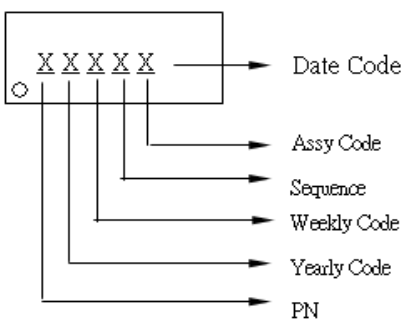 X X X X X
Date Code
Assy Code
Sequence
Weekly Code
Yearly Code
PN